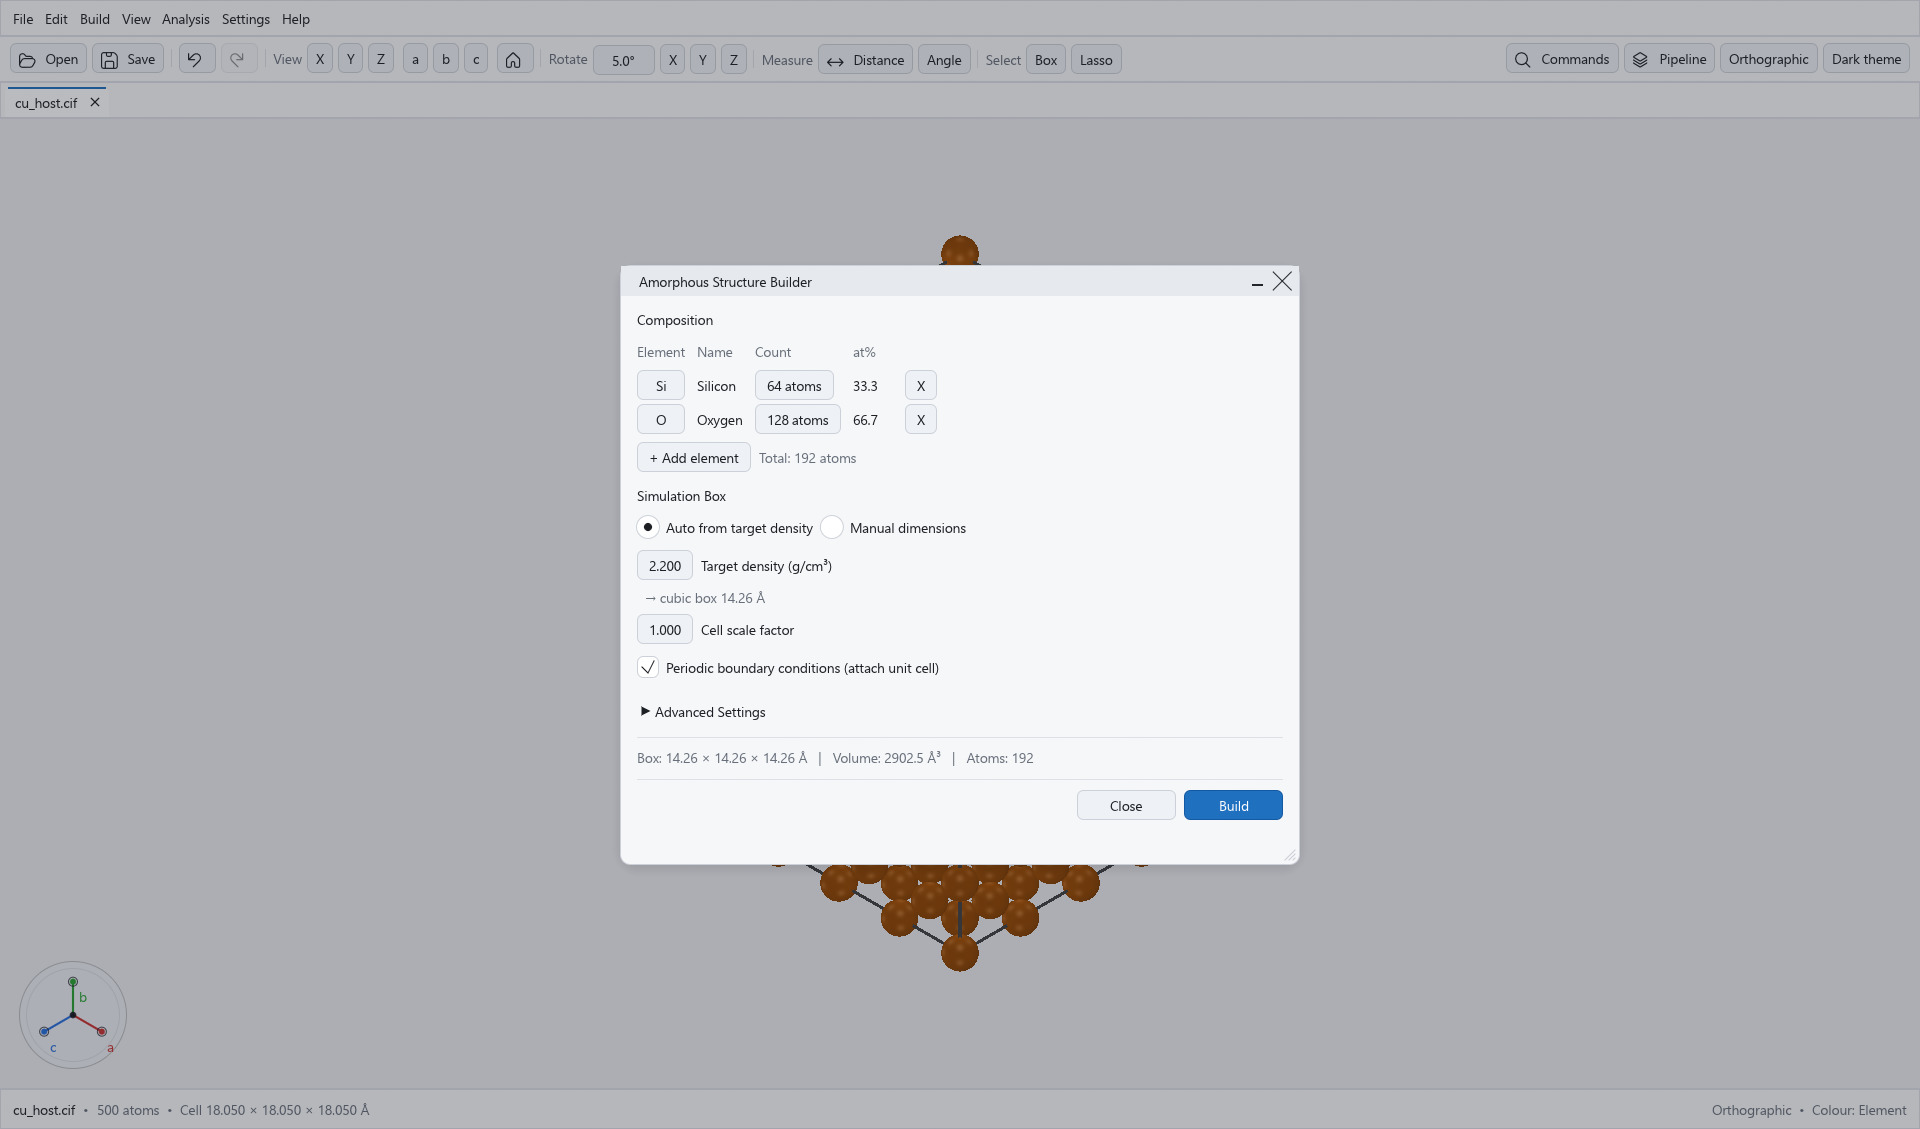 File Edit Build View Analysis Settings Help
Open Save View X Y Z a b c Rotate 5.0° X Y Z Measure Distance Angle Select Box Lasso Commands Pipeline Orthographic Dark theme
cu_host.cif
Amorphous Structure Builder
Composition
Element Name Count at%
Si Silicon 64 atoms 33.3 X
O Oxygen 128 atoms 66.7 X
+ Add element Total: 192 atoms
Simulation Box
Auto from target density Manual dimensions
2.200 Target density (g/cm³)
→ cubic box 14.26 Å
1.000 Cell scale factor
Periodic boundary conditions (attach unit cell)
Advanced Settings
Box: 14.26 × 14.26 × 14.26 Å | Volume: 2902.5 Å³ | Atoms: 192
Close Build
b
c a
cu_host.cif • 500 atoms • Cell 18.050 × 18.050 × 18.050 Å Orthographic • Colour: Element